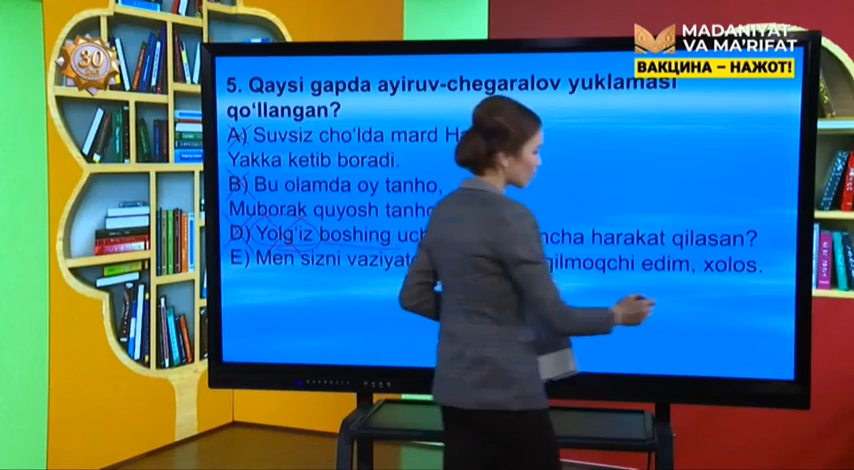 30
MADANIYAT
VA MA'RIFAT
ВАКЦИНА – НАЖОТ!
5. Qaysi gapda ayiruv-chegaralov yuklamasi
qo'llangan?
A) Suvsiz cho'lda mard
Yakka ketib boradi.
B) Bu olamda oy tanho,
Muborak quyosh tanho
D) Yolg'iz boshing harakat qilasan?
E) Men sizni qilmoqchi edim, xolos.